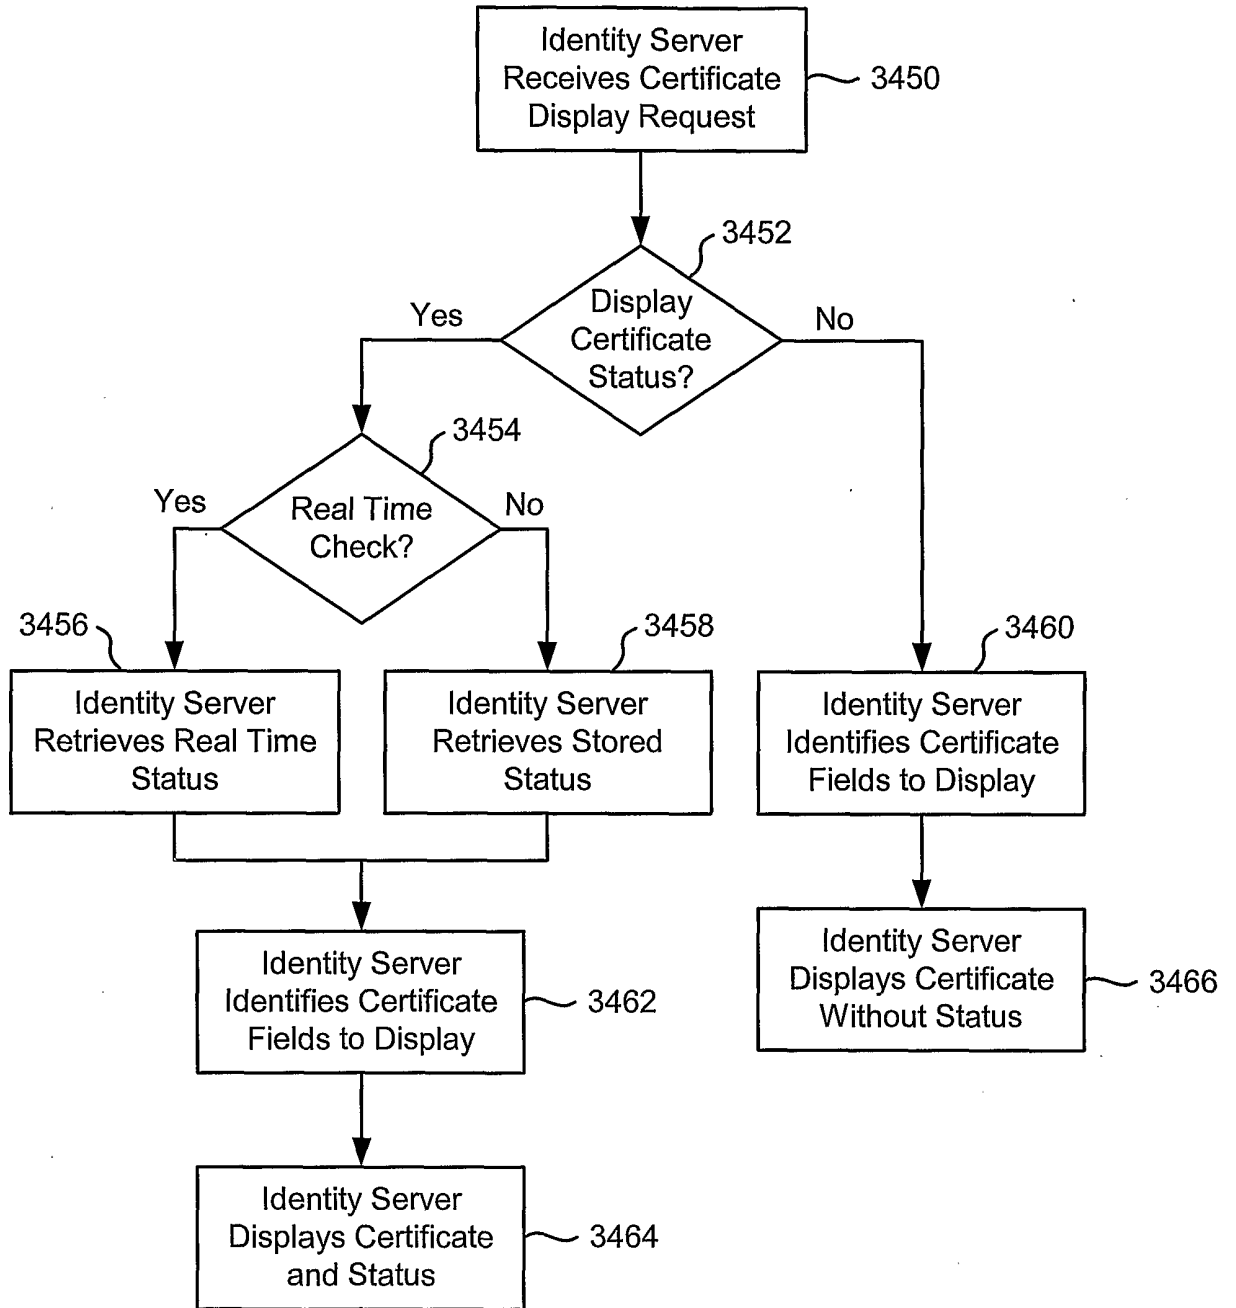 Identity Server
Receives Certificate
Display Request
3450
3452
Display
Certificate
Status?
Yes
No
3454
Real Time
Check?
Yes
No
3456
Identity Server
Retrieves Real Time
Status
3458
Identity Server
Retrieves Stored
Status
3460
Identity Server
Identifies Certificate
Fields to Display
Identity Server
Identifies Certificate
Fields to Display
3462
Identity Server
Displays Certificate
Without Status
3466
Identity Server
Displays Certificate
and Status
3464